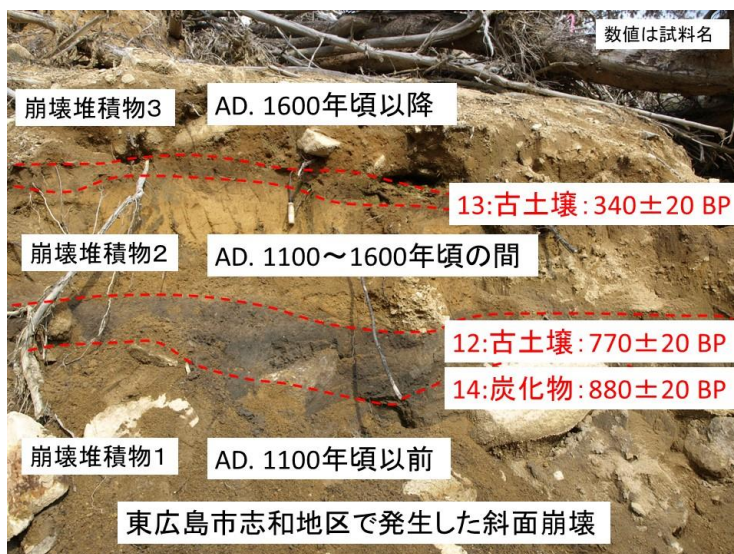 数値は試料名
崩壊堆積物3
AD. 1600年頃以降
13:古土壌:340±20 BP
崩壊堆積物2
AD. 1100～1600年頃の間
12:古土壌:770±20 BP
14:炭化物:880±20 BP
崩壊堆積物1
AD. 1100年頃以前
東広島市志和地区で発生した斜面崩壊